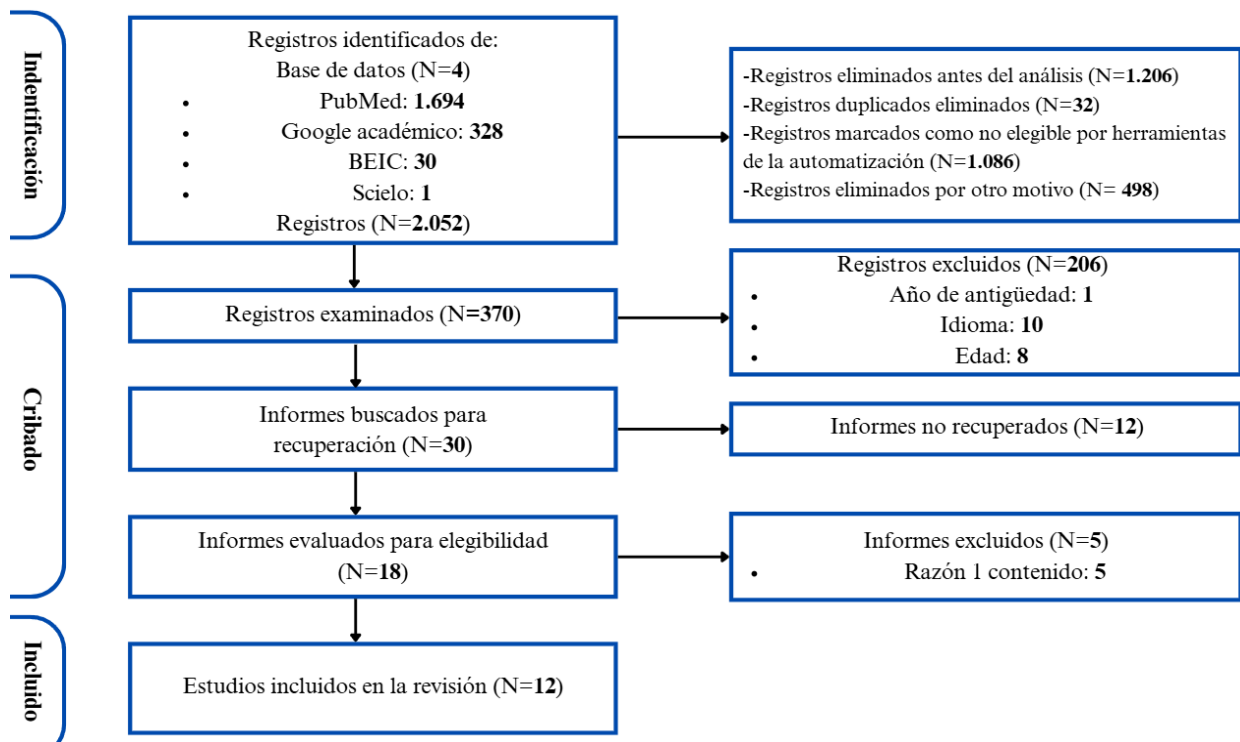 Indentificación
Registros identificados de:
Base de datos (N=4)
• PubMed: 1.694
• Google académico: 328
• BEIC: 30
• Scielo: 1
Registros (N=2.052)
-Registros eliminados antes del análisis (N=1.206)
-Registros duplicados eliminados (N=32)
-Registros marcados como no elegible por herramientas
de la automatización (N=1.086)
-Registros eliminados por otro motivo (N= 498)
Cribado
Registros examinados (N=370)
Registros excluidos (N=206)
• Año de antigüedad: 1
• Idioma: 10
• Edad: 8
Informes buscados para
recuperación (N=30)
Informes no recuperados (N=12)
Informes evaluados para elegibilidad
(N=18)
Informes excluidos (N=5)
• Razón 1 contenido: 5
Incluido
Estudios incluidos en la revisión (N=12)